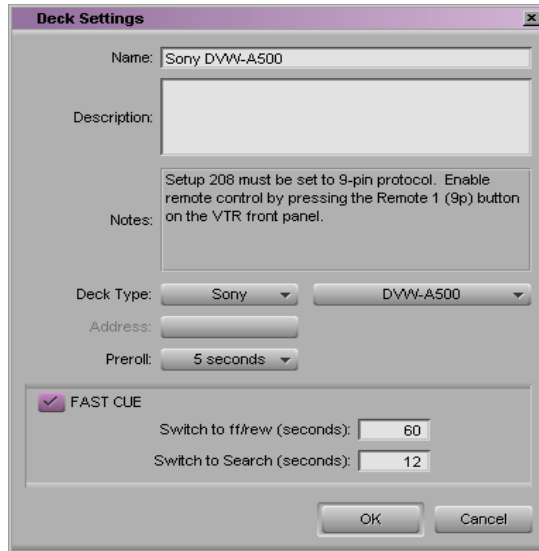 Deck Settings
Name: Sony DVW-A500
Description:
Notes: Setup 208 must be set to 9-pin protocol. Enable
remote control by pressing the Remote 1 (9p) button
on the VTR front panel.
Deck Type: Sony DVW-A500
Address:
Preroll: 5 seconds
FAST CUE
Switch to ff/rew (seconds): 60
Switch to Search (seconds): 12
OK Cancel